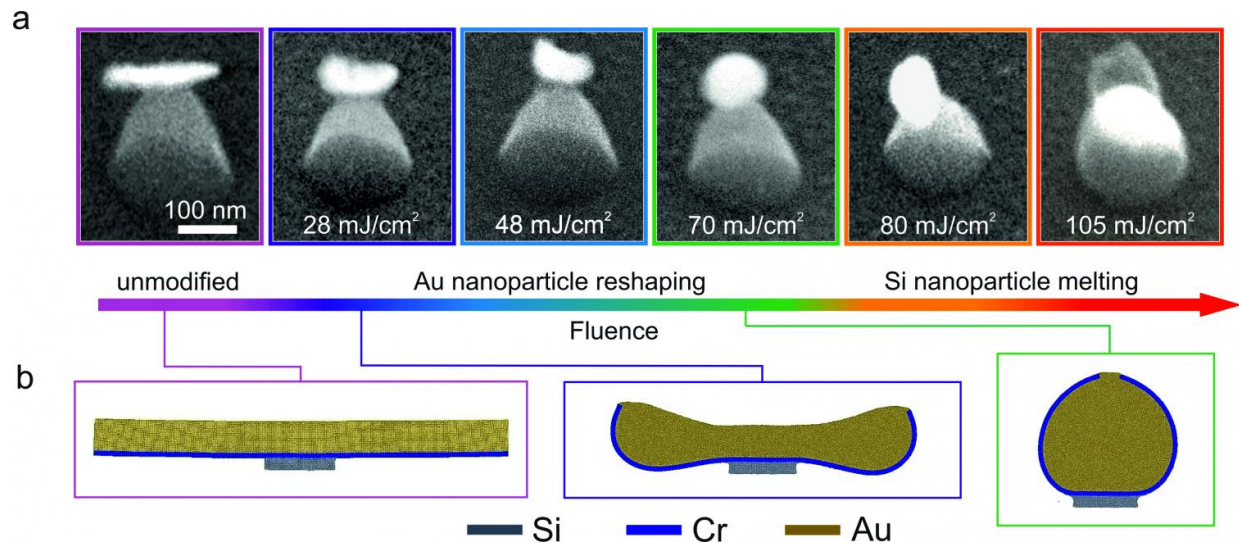 a
100 nm
28 mJ/cm²
48 mJ/cm²
70 mJ/cm²
80 mJ/cm²
105 mJ/cm²
unmodified
Au nanoparticle reshaping
Si nanoparticle melting
Fluence
b
Si
Cr
Au